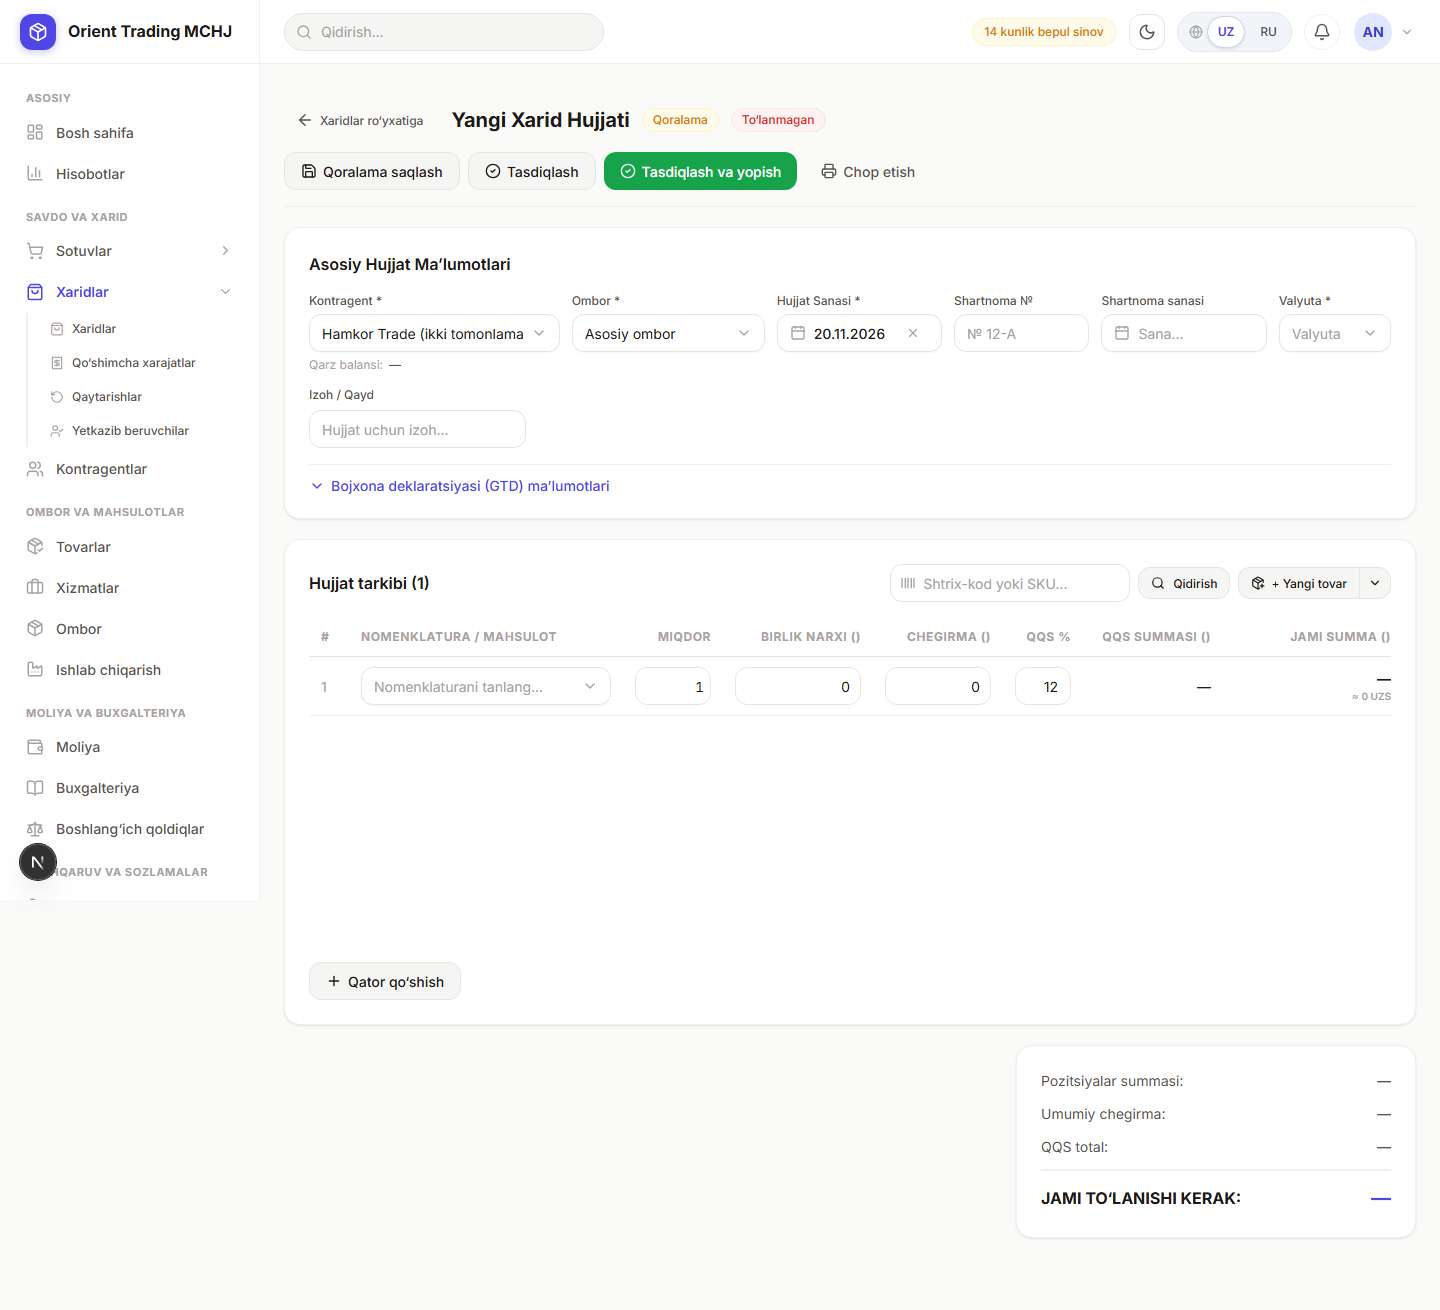 Orient Trading MCHJ
Qidirish...
14 kunlik bepul sinov
UZ
RU
AN
ASOSIY
Bosh sahifa
Hisobotlar
SAVDO VA XARID
Sotuvlar
Xaridlar
Xaridlar
Qo‘shimcha xarajatlar
Qaytarishlar
Yetkazib beruvchilar
Kontragentlar
OMBOR VA MAHSULOTLAR
Tovarlar
Xizmatlar
Ombor
Ishlab chiqarish
MOLIYA VA BUXGALTERIYA
Moliya
Buxgalteriya
Boshlang‘ich qoldiqlar
N
QARUV VA SOZLAMALAR
Xaridlar ro‘yxatiga
Yangi Xarid Hujjati
Qoralama
To‘lanmagan
Qoralama saqlash
Tasdiqlash
Tasdiqlash va yopish
Chop etish
Asosiy Hujjat Ma’lumotlari
Kontragent * Ombor * Hujjat Sanasi * Shartnoma № Shartnoma sanasi Valyuta *
Hamkor Trade (ikki tomonlama Asosiy ombor 20.11.2026 № 12-A Sana... Valyuta
Qarz balansi: —
Izoh / Qayd
Hujjat uchun izoh...
Bojxona deklaratsiyasi (GTD) ma’lumotlari
Hujjat tarkibi (1)
Shtrix-kod yoki SKU...
Qidirish
+ Yangi tovar
# NOMENKLATURA / MAHSULOT MIQDOR BIRLIK NARXI () CHEGIRMA () QQS % QQS SUMMASI () JAMI SUMMA ()
1 Nomenklaturani tanlang... 1 0 0 12 — —
≈ 0 UZS
+ Qator qo‘shish
Pozitsiyalar summasi: —
Umumiy chegirma: —
QQS total: —
JAMI TO‘LANISHI KERAK: —